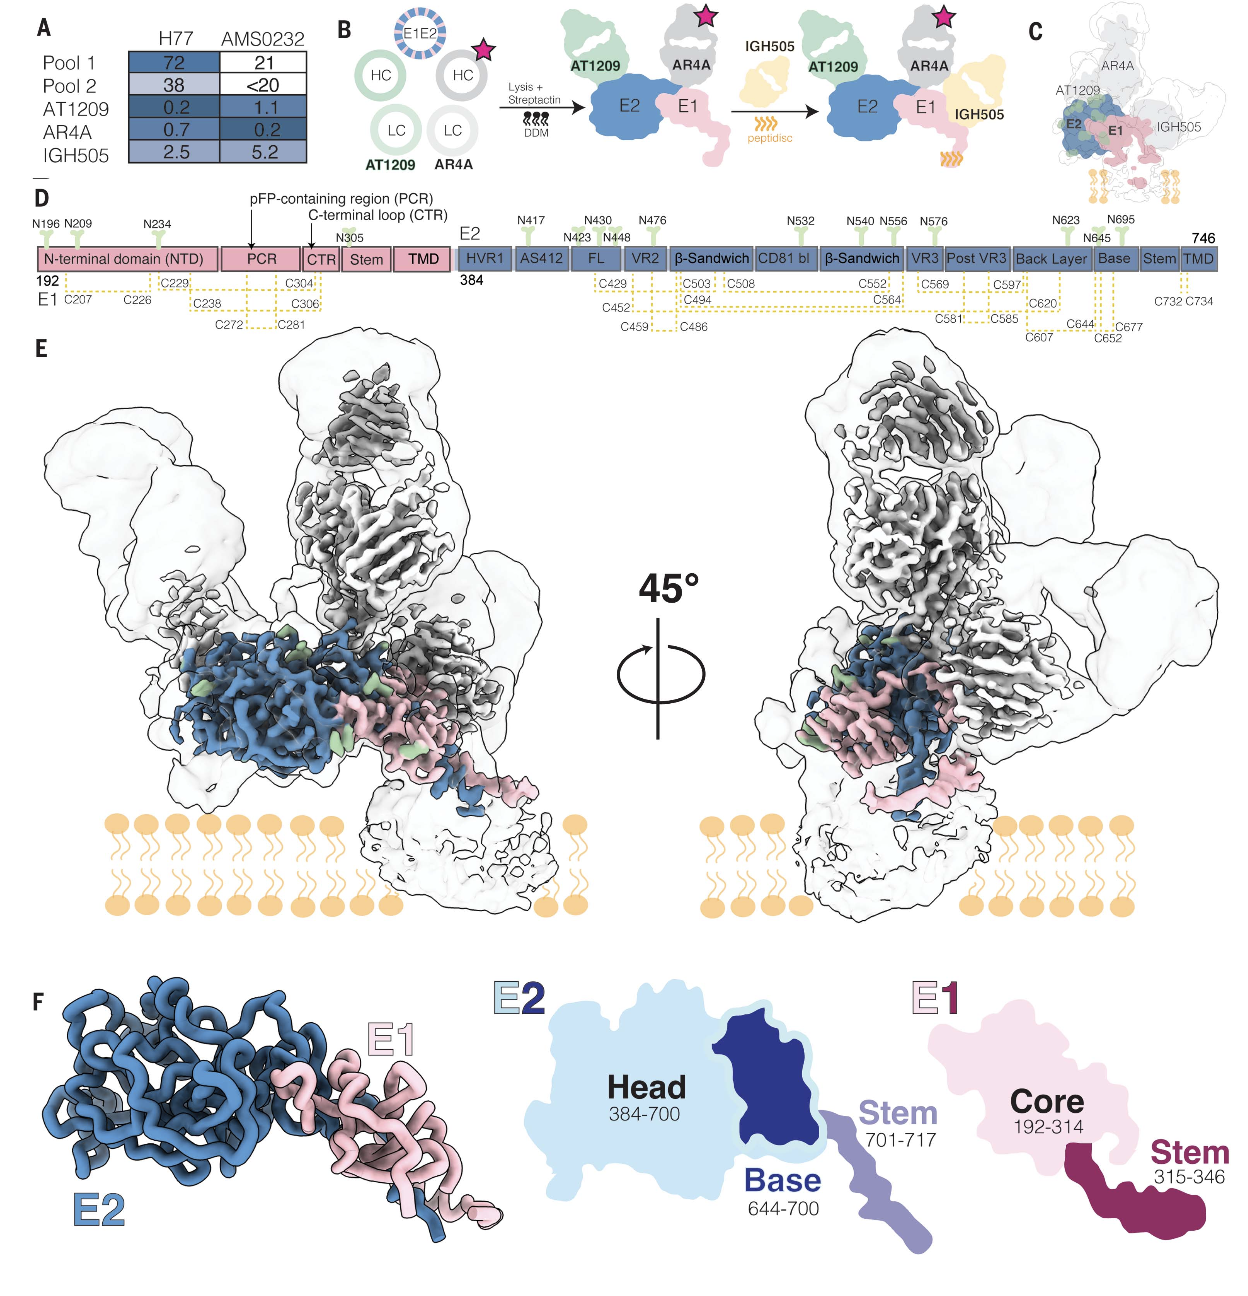 A
H77 AMS0232
Pool 1 72 21
Pool 2 38 <20
AT1209 0.2 1.1
AR4A 0.7 0.2
IGH505 2.5 5.2
B
E1E2
HC HC
LC LC
AT1209 AR4A
Lysis +
Streptactin
DDM
AT1209
AR4A
E2 E1
IGH505
peptidisc
AT1209
AR4A
E2 E1
IGH505
C
AR4A
AT1209
E2
E1
IGH505
D
pFP-containing region (PCR)
C-terminal loop (CTR)
N196 N209 N234 N305 N417 N423 N430 N448 N476 N532 N540 N556 N576 N623 N645 N695
E2
746
N-terminal domain (NTD) PCR CTR Stem TMD HVR1 AS412 FL VR2 β-Sandwich CD81 bl β-Sandwich VR3 Post VR3 Back Layer Base Stem TMD
192
384
E1
C207 C226 C229 C238 C272 C281 C304 C306
C429 C452 C459 C486 C494 C503 C508 C552 C564 C569 C581 C585 C597 C607 C620 C644 C652 C677 C732 C734
E
45°
F
E2
E1
E2
Head
384-700
Base
644-700
Stem
701-717
E1
Core
192-314
Stem
315-346